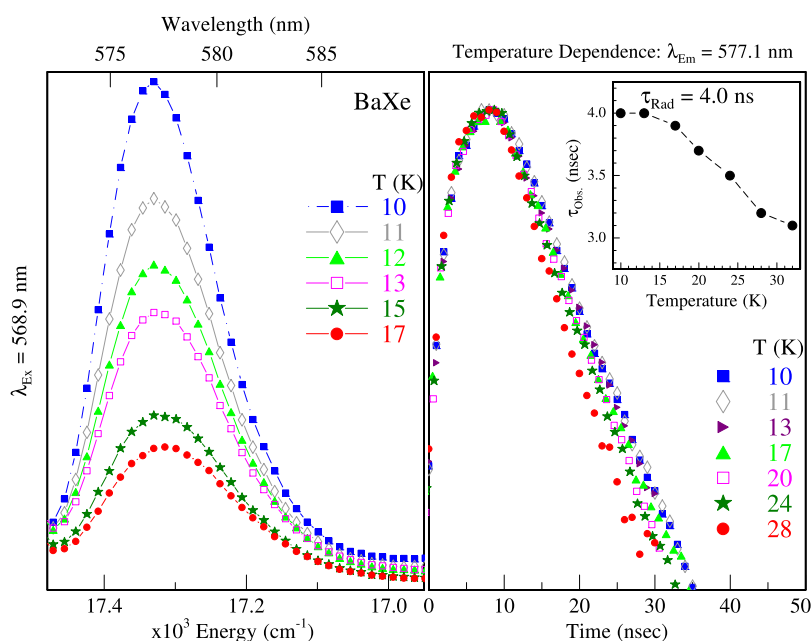 Wavelength (nm)
575 580 585
BaXe
T (K)
10
11
12
13
15
17
λEx = 568.9 nm
17.4 17.2 17.0
x10³ Energy (cm⁻¹)
Temperature Dependence: λEm = 577.1 nm
τRad = 4.0 ns
4.0
3.5
3.0
τObs. (nsec)
10 15 20 25 30
Temperature (K)
T (K)
10
11
13
17
20
24
28
0 10 20 30 40 50
Time (nsec)